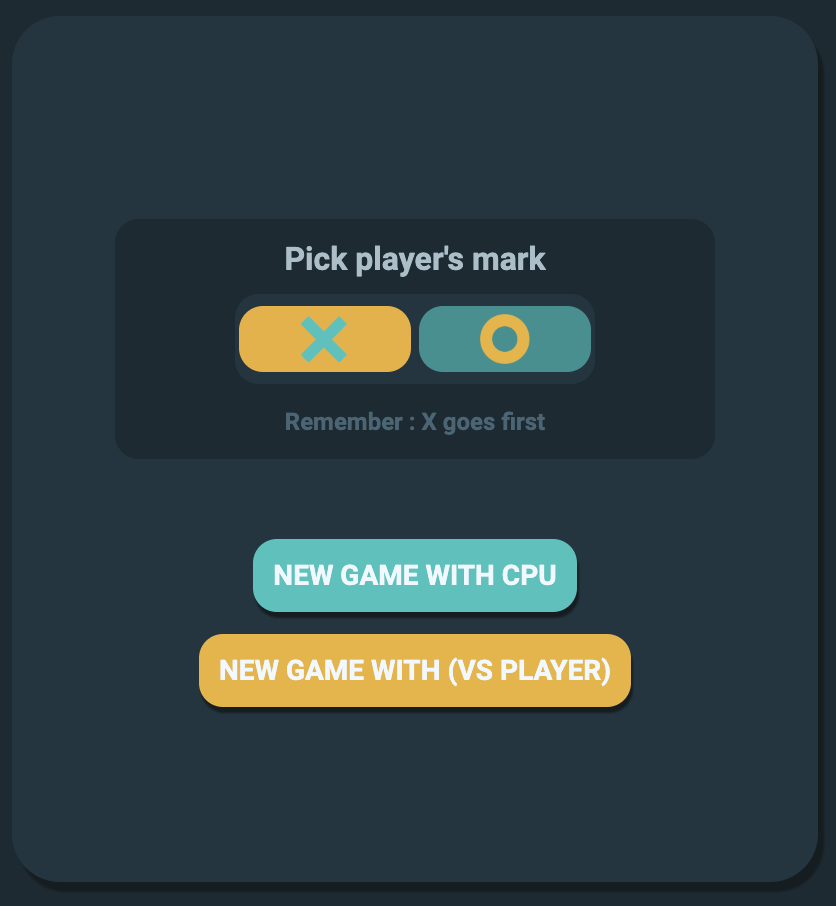 Pick player's mark
Remember : X goes first
NEW GAME WITH CPU
NEW GAME WITH (VS PLAYER)